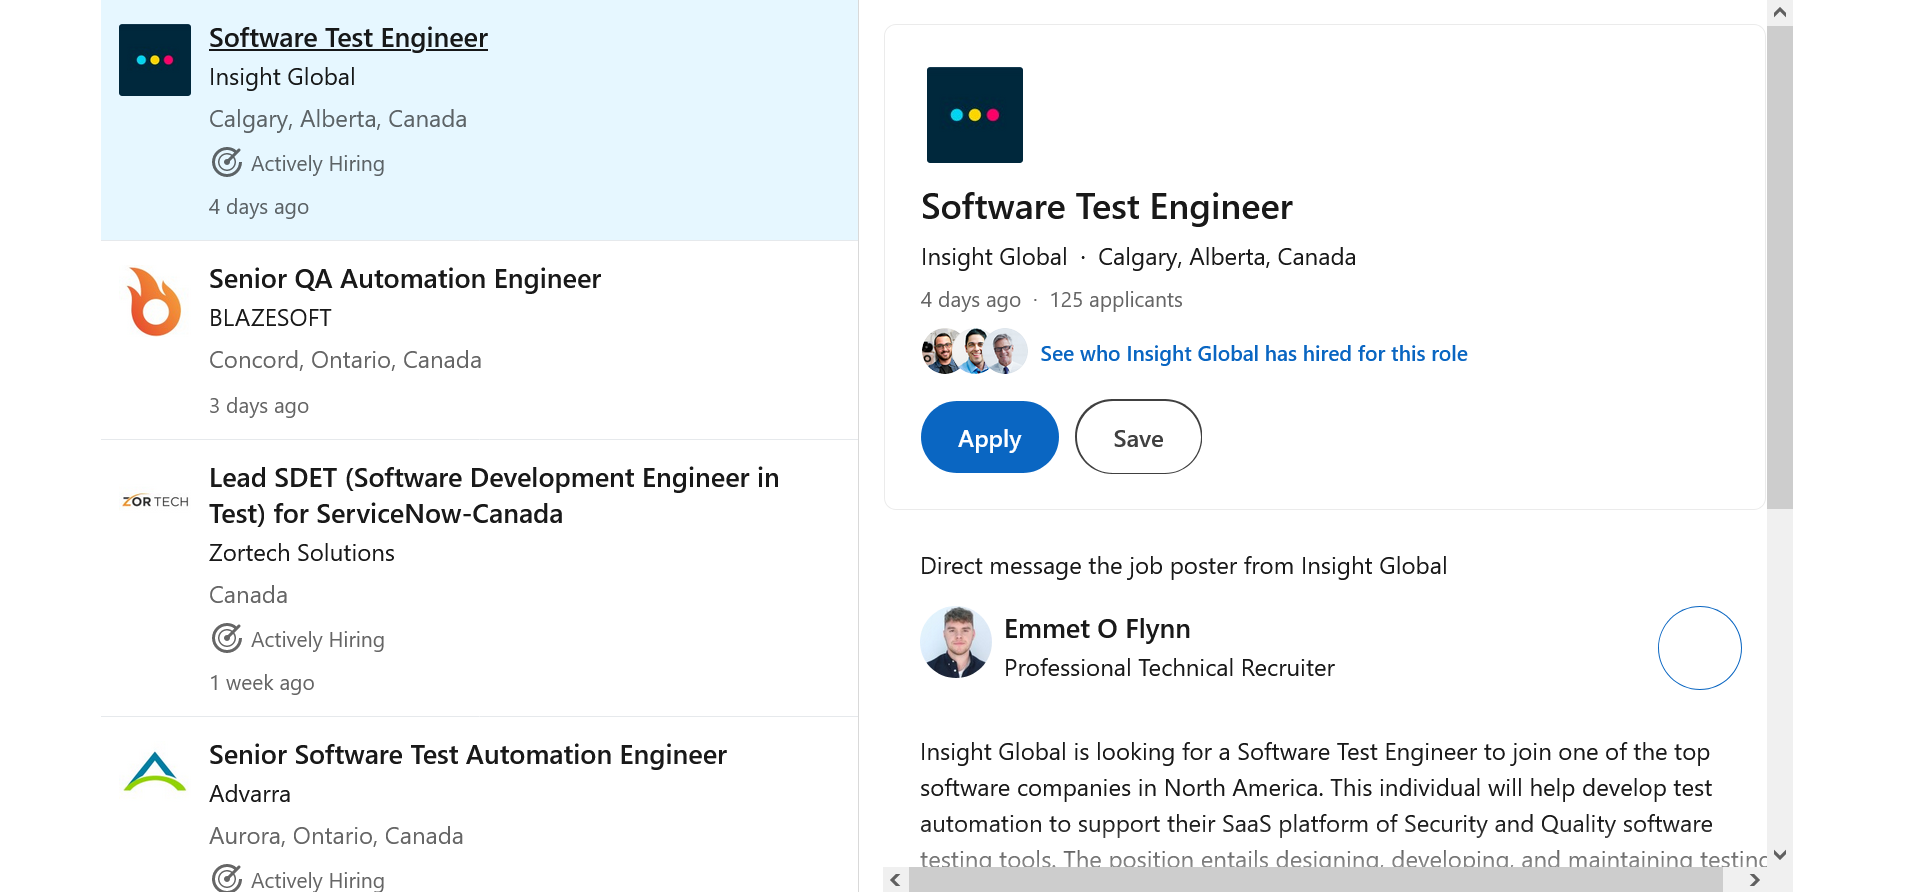 Software Test Engineer
Insight Global
Calgary, Alberta, Canada
Actively Hiring
4 days ago
Senior QA Automation Engineer
BLAZESOFT
Concord, Ontario, Canada
3 days ago
ZORTECH
Lead SDET (Software Development Engineer in
Test) for ServiceNow-Canada
Zortech Solutions
Canada
Actively Hiring
1 week ago
Senior Software Test Automation Engineer
Advarra
Aurora, Ontario, Canada
Actively Hiring
Software Test Engineer
Insight Global · Calgary, Alberta, Canada
4 days ago · 125 applicants
See who Insight Global has hired for this role
Apply Save
Direct message the job poster from Insight Global
Emmet O Flynn
Professional Technical Recruiter
Insight Global is looking for a Software Test Engineer to join one of the top
software companies in North America. This individual will help develop test
automation to support their SaaS platform of Security and Quality software
testing tools. The position entails designing, developing, and maintaining testing